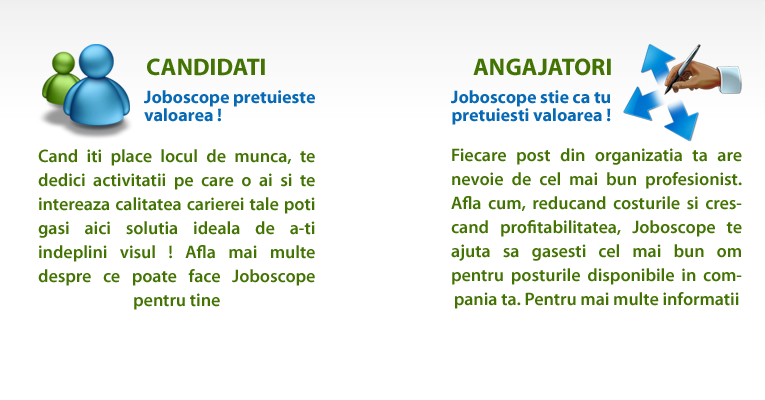 CANDIDATI
Joboscope pretuieste
valoarea !
Cand iti place locul de munca, te
dedici activitatii pe care o ai si te
intereaza calitatea carierei tale poti
gasi aici solutia ideala de a-ti
indeplini visul ! Afla mai multe
despre ce poate face Joboscope
pentru tine
ANGAJATORI
Joboscope stie ca tu
pretuiesti valoarea !
Fiecare post din organizatia ta are
nevoie de cel mai bun profesionist.
Afla cum, reducand costurile si cres-
cand profitabilitatea, Joboscope te
ajuta sa gasesti cel mai bun om
pentru posturile disponibile in com-
pania ta. Pentru mai multe informatii